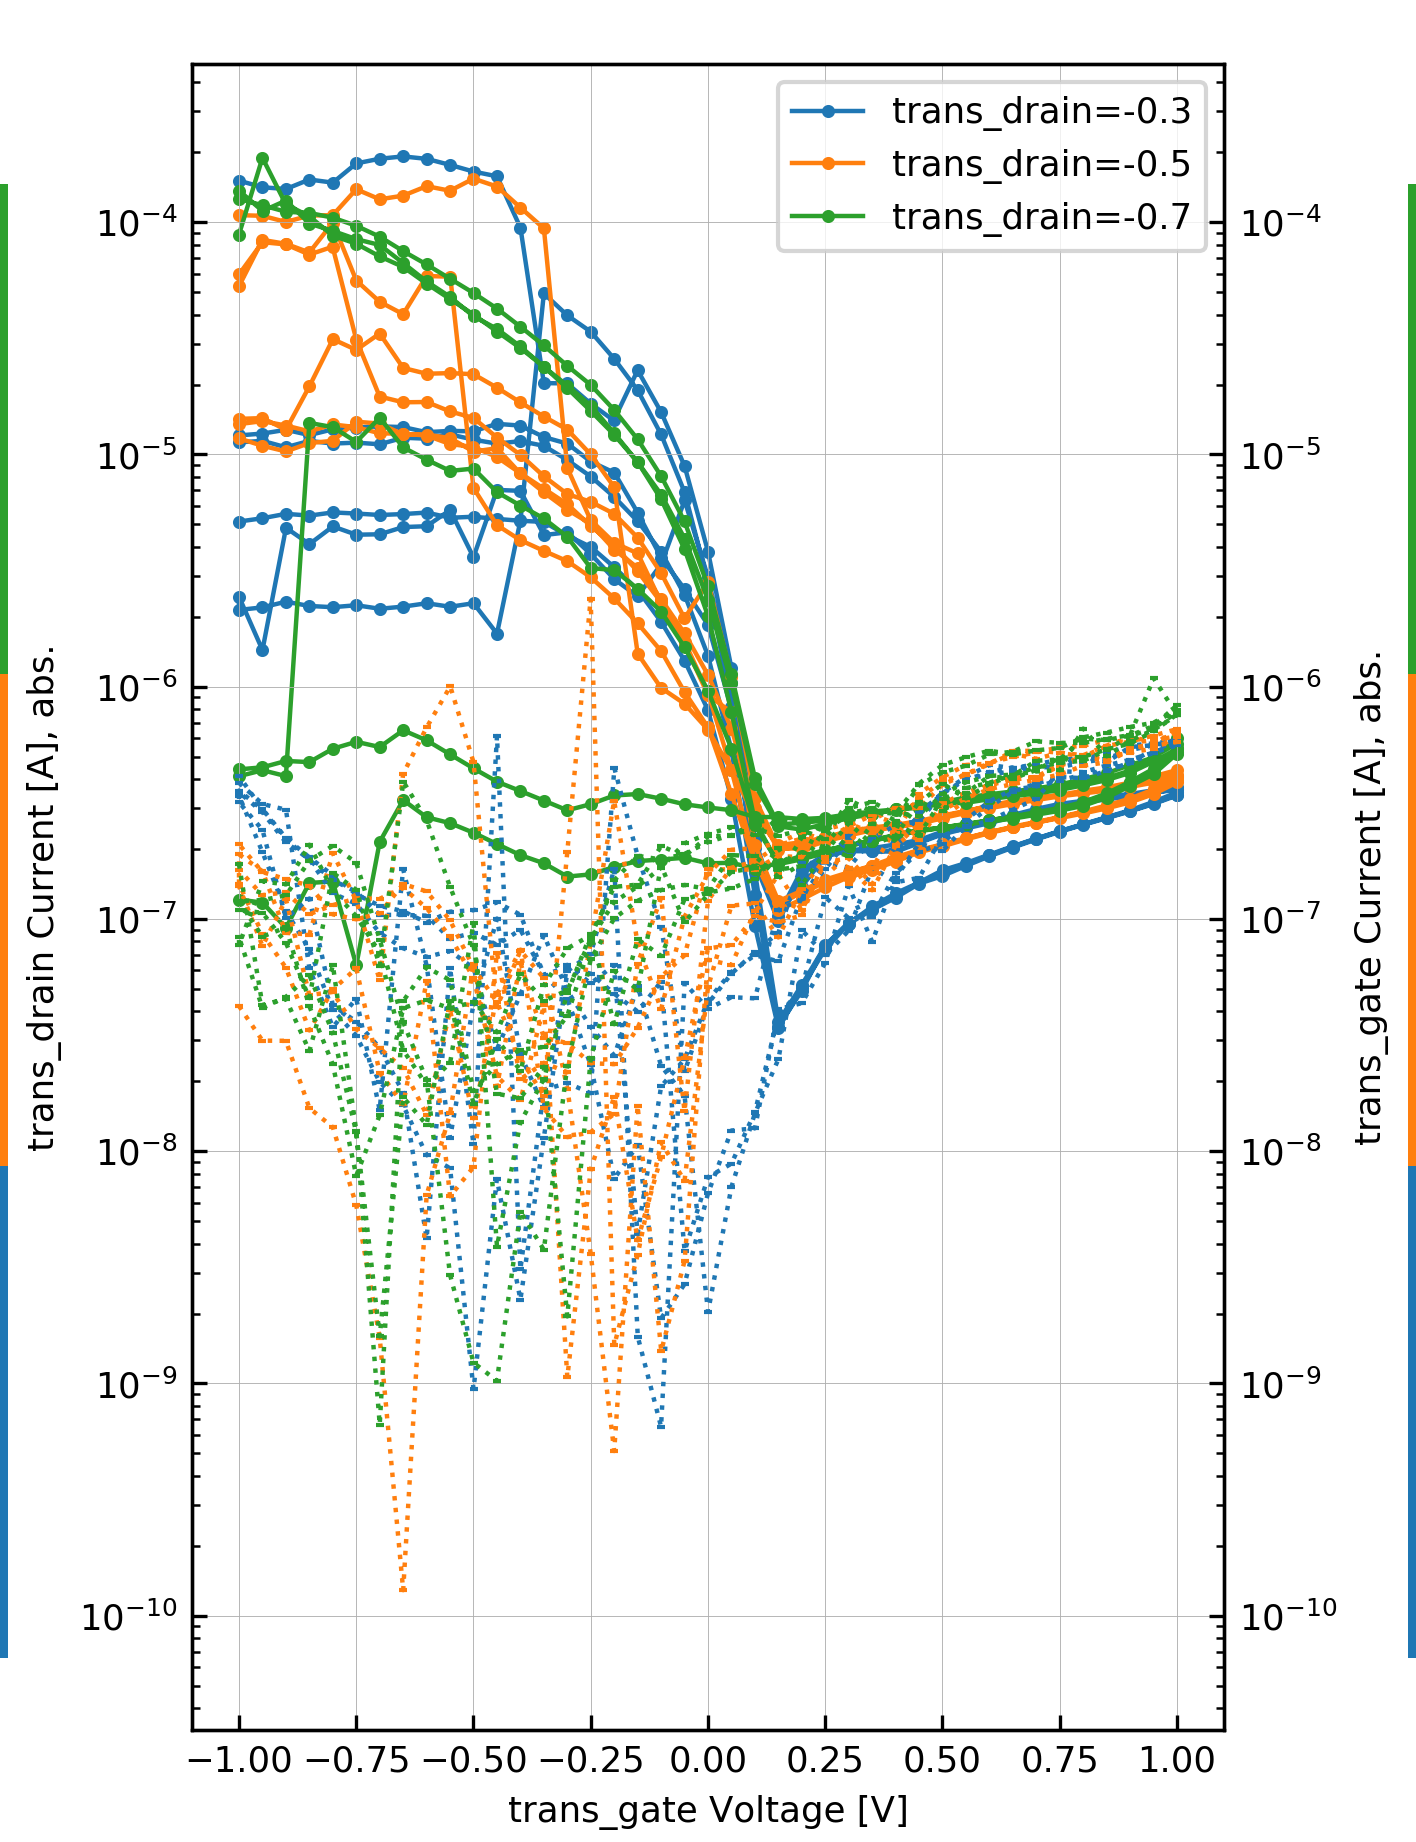 trans_drain=-0.3
trans_drain=-0.5
trans_drain=-0.7
10⁻⁴
10⁻⁵
10⁻⁶
10⁻⁷
10⁻⁸
10⁻⁹
10⁻¹⁰
trans_drain Current [A], abs.
10⁻⁴
10⁻⁵
10⁻⁶
10⁻⁷
10⁻⁸
10⁻⁹
10⁻¹⁰
trans_gate Current [A], abs.
−1.00 −0.75 −0.50 −0.25 0.00 0.25 0.50 0.75 1.00
trans_gate Voltage [V]